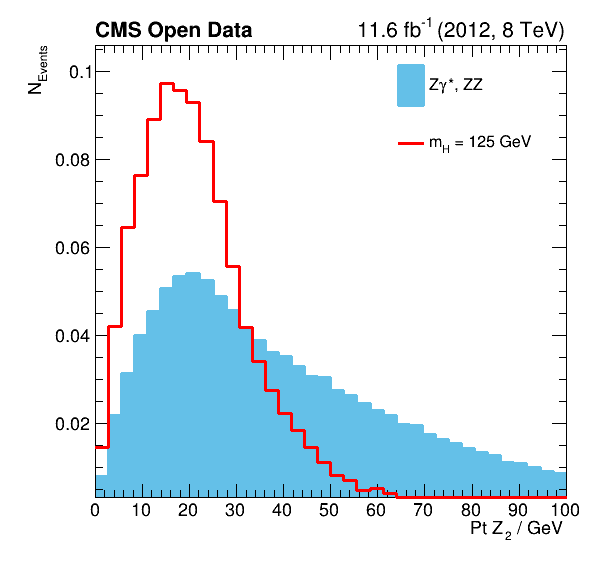 CMS Open Data 11.6 fb⁻¹ (2012, 8 TeV)
N_Events
0.1
0.08
0.06
0.04
0.02
Zγ*, ZZ
m_H = 125 GeV
0 10 20 30 40 50 60 70 80 90 100
Pt Z₂ / GeV